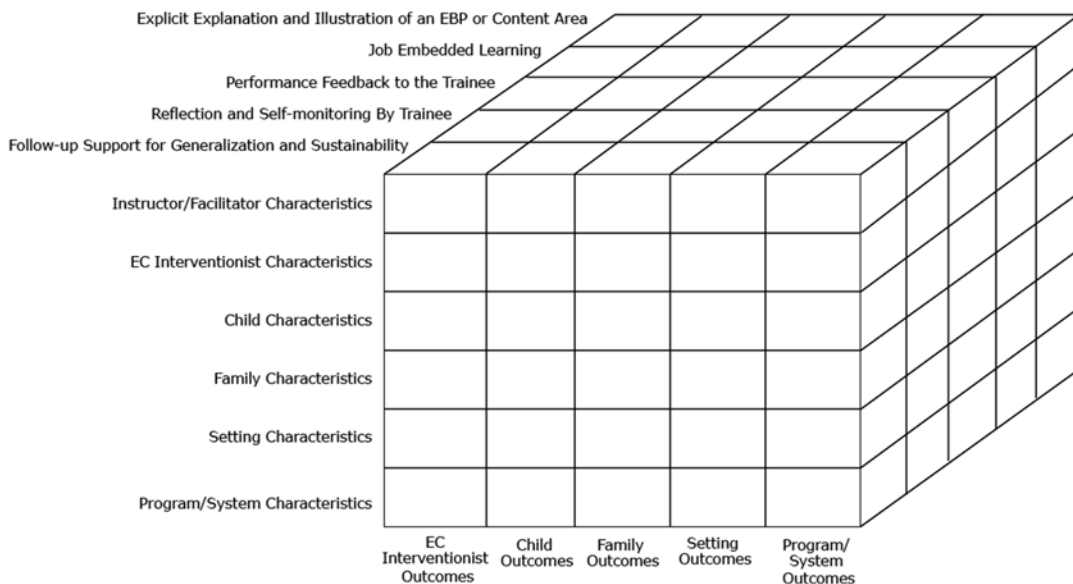 Explicit Explanation and Illustration of an EBP or Content Area
Job Embedded Learning
Performance Feedback to the Trainee
Reflection and Self-monitoring By Trainee
Follow-up Support for Generalization and Sustainability
Instructor/Facilitator Characteristics
EC Interventionist Characteristics
Child Characteristics
Family Characteristics
Setting Characteristics
Program/System Characteristics
EC
Interventionist
Outcomes
Child
Outcomes
Family
Outcomes
Setting
Outcomes
Program/
System
Outcomes